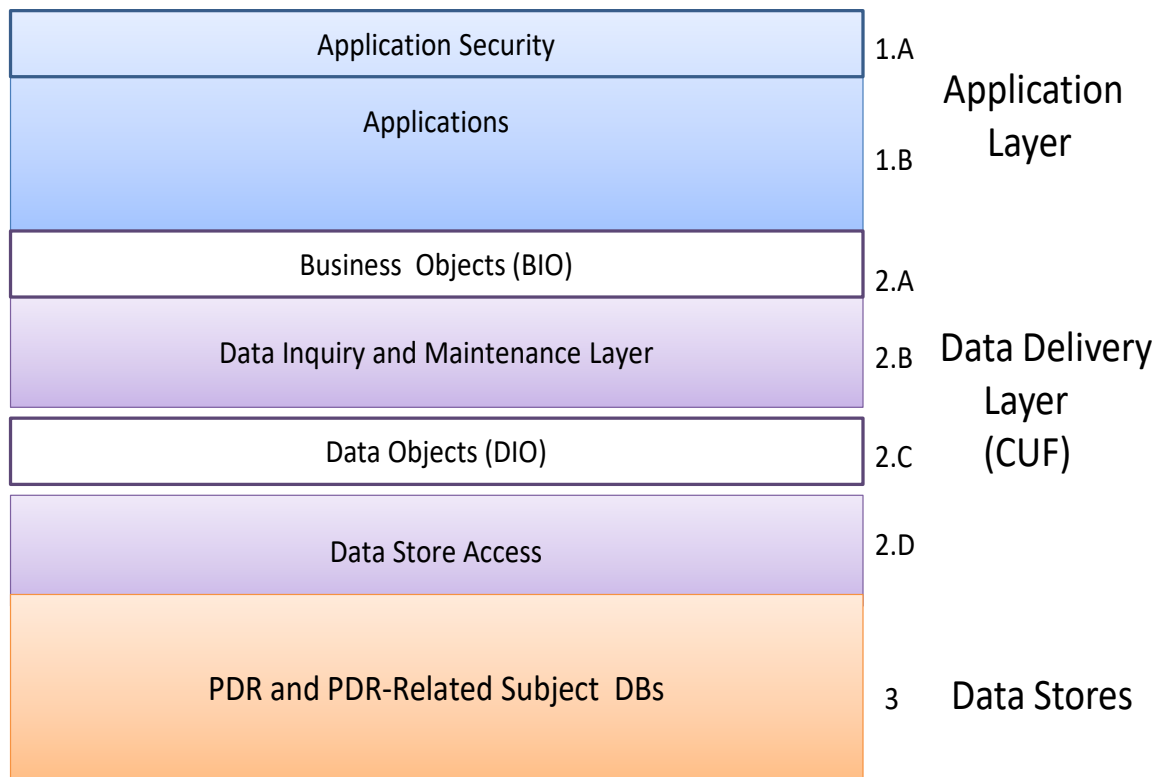 Application Security
1.A
Application
Layer
Applications
1.B
Business Objects (BIO)
2.A
Data Inquiry and Maintenance Layer
2.B
Data Delivery
Layer
(CUF)
Data Objects (DIO)
2.C
Data Store Access
2.D
PDR and PDR-Related Subject DBs
3
Data Stores